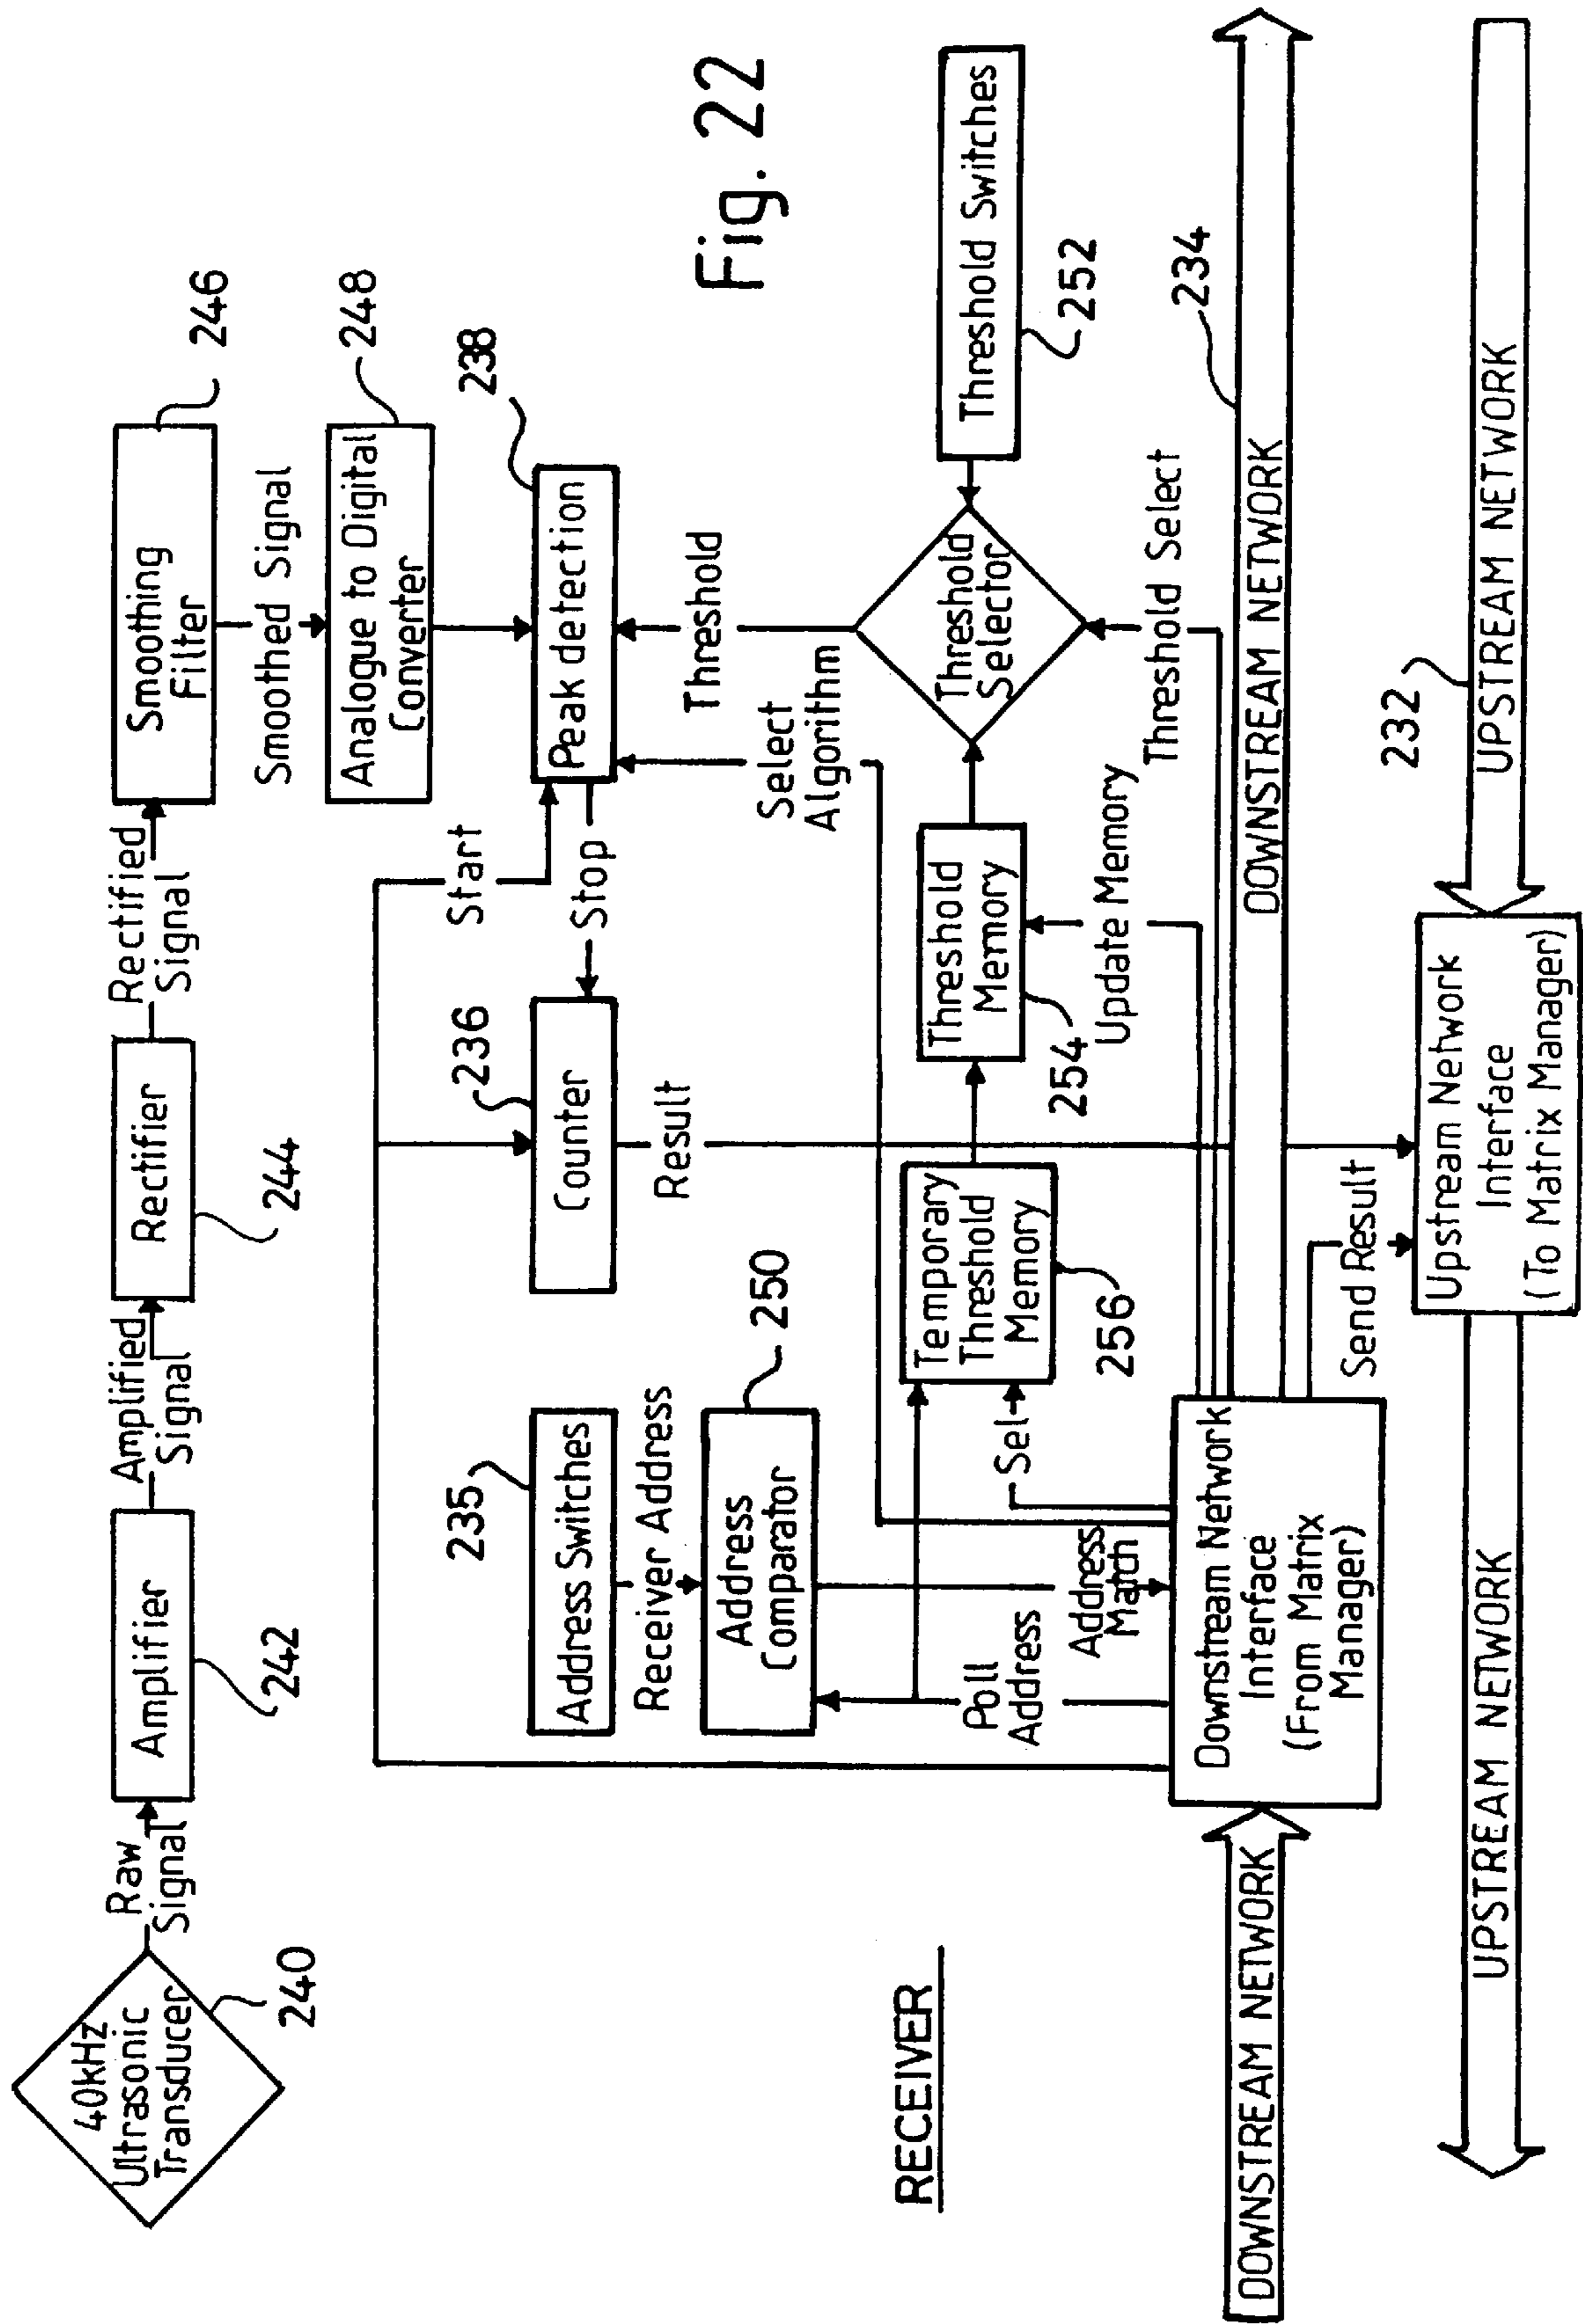 40kHz
Ultrasonic
Transducer
240
Raw
Signal
Amplifier
242
Amplified
Signal
Rectifier
244
Rectified
Signal
Smoothing
Filter
246
Smoothed Signal
Analogue to Digital
Converter
248
Start
Peak detection
238
Stop
236
Counter
Result
235
Address Switches
Receiver Address
250
Address
Comparator
Select
Algorithm
Threshold
Fig. 22
Poll
Address
Address
Match
Sel
Temporary
Threshold
Memory
256
Threshold
Memory
254
Update Memory
Threshold
Selector
Threshold Select
Threshold Switches
252
RECEIVER
234
DOWNSTREAM NETWORK
Downstream Network
Interface
(From Matrix
Manager)
DOWNSTREAM NETWORK
Send Result
232
UPSTREAM NETWORK
Upstream Network
Interface
(To Matrix Manager)
UPSTREAM NETWORK